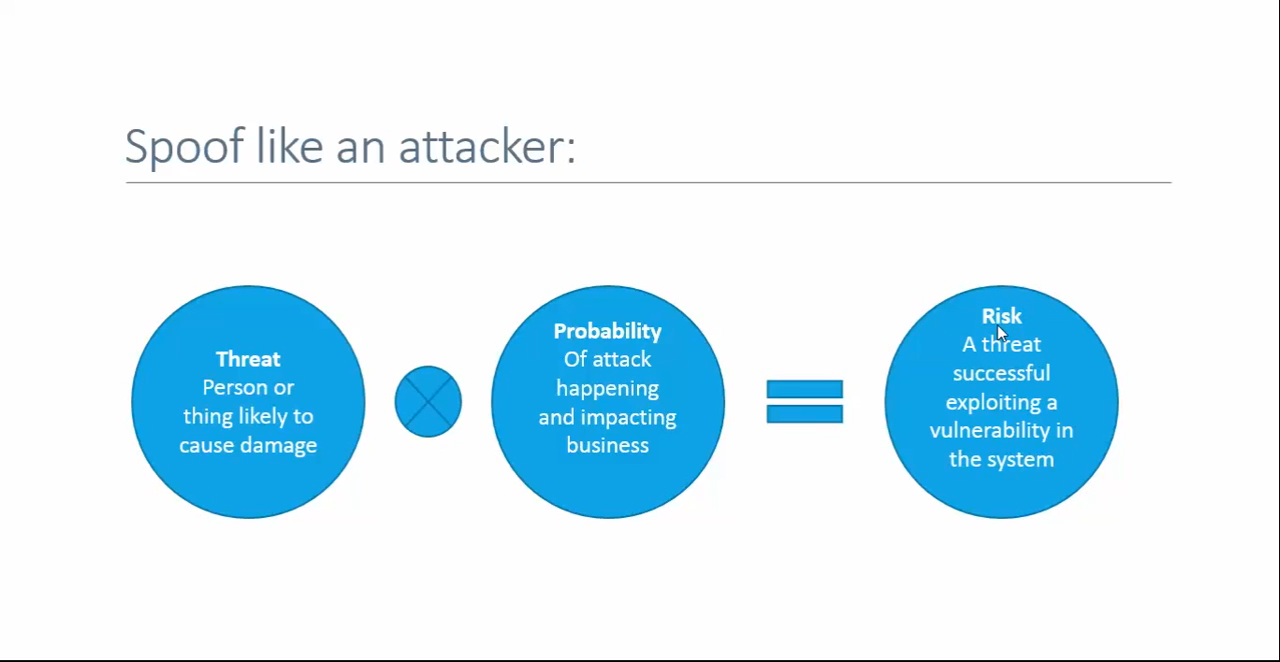 Spoof like an attacker:
Threat
Person or
thing likely to
cause damage
Probability
Of attack
happening
and impacting
business
Risk
A threat
successful
exploiting a
vulnerability in
the system